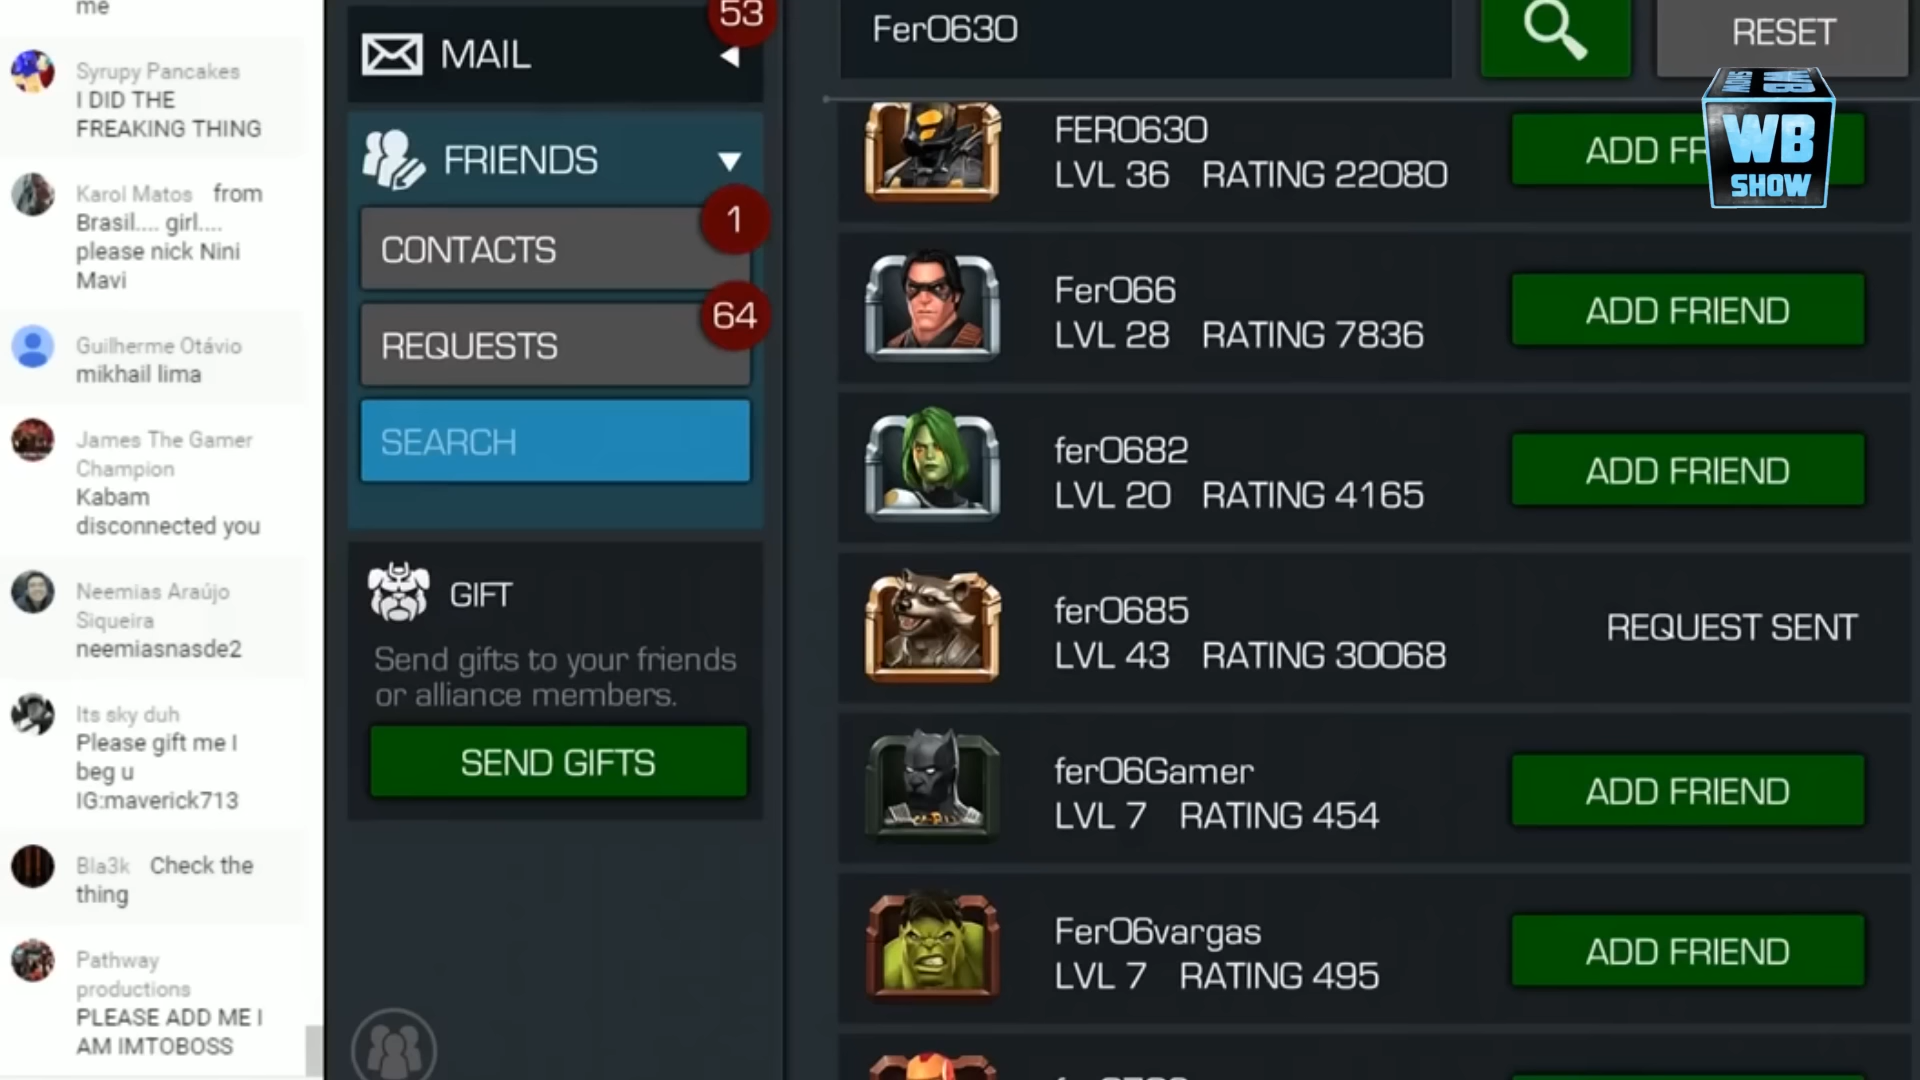 me
Syrupy Pancakes
I DID THE
FREAKING THING
Karol Matos from
Brasil.... girl....
please nick Nini
Mavi
Guilherme Otávio
mikhail lima
James The Gamer
Champion
Kabam
disconnected you
Neemias Araújo
Siqueira
neemiasnasde2
Its sky duh
Please gift me I
beg u
IG:maverick713
Bla3k Check the
thing
Pathway
productions
PLEASE ADD ME I
AM IMTOBOSS
MAIL
53
FRIENDS
CONTACTS
1
REQUESTS
64
SEARCH
GIFT
Send gifts to your friends
or alliance members.
SEND GIFTS
Fer0630
RESET
FER0630
LVL 36 RATING 22080
ADD FR
WB
SHOW
WB
SHOW
Fer066
LVL 28 RATING 7836
ADD FRIEND
fer0682
LVL 20 RATING 4165
ADD FRIEND
fer0685
LVL 43 RATING 30068
REQUEST SENT
fer06Gamer
LVL 7 RATING 454
ADD FRIEND
Fer06vargas
LVL 7 RATING 495
ADD FRIEND